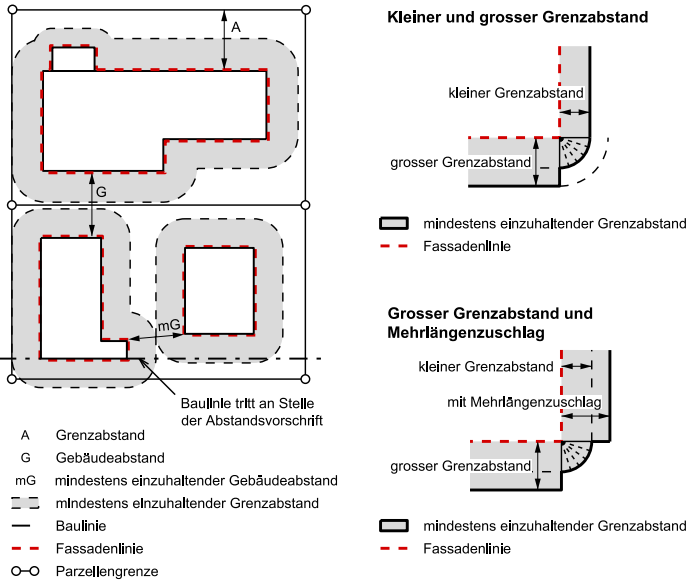 A
G
mG
Baulinie tritt an Stelle
der Abstandsvorschrift
A Grenzabstand
G Gebäudeabstand
mG mindestens einzuhaltender Gebäudeabstand
mindestens einzuhaltender Grenzabstand
Baulinie
Fassadenlinie
Parzellengrenze
Kleiner und grosser Grenzabstand
kleiner Grenzabstand
grosser Grenzabstand
mindestens einzuhaltender Grenzabstand
Fassadenlinie
Grosser Grenzabstand und
Mehrlängenzuschlag
kleiner Grenzabstand
mit Mehrlängenzuschlag
grosser Grenzabstand
mindestens einzuhaltender Grenzabstand
Fassadenlinie